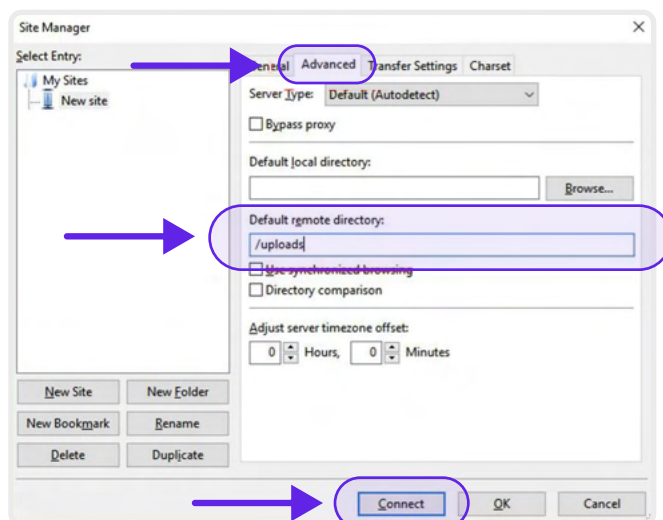 Site Manager
Select Entry:
My Sites
New site
General Advanced Transfer Settings Charset
Server Type: Default (Autodetect)
Bypass proxy
Default local directory:
Browse...
Default remote directory:
/uploads
Use synchronized browsing
Directory comparison
Adjust server timezone offset:
0 Hours, 0 Minutes
New Site New Folder
New Bookmark Rename
Delete Duplicate
Connect OK Cancel